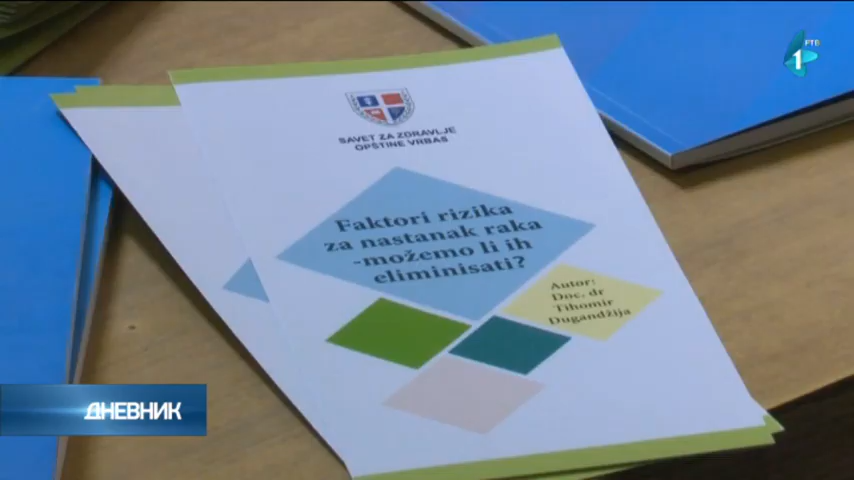 РТВ
1
SAVET ZA ZDRAVLJE
OPŠTINE VRBAS
Faktori rizika
za nastanak raka
-možemo li ih
eliminisati?
Autor:
Doc. dr
Tihomir
Dugandžija
ДНЕВНИК